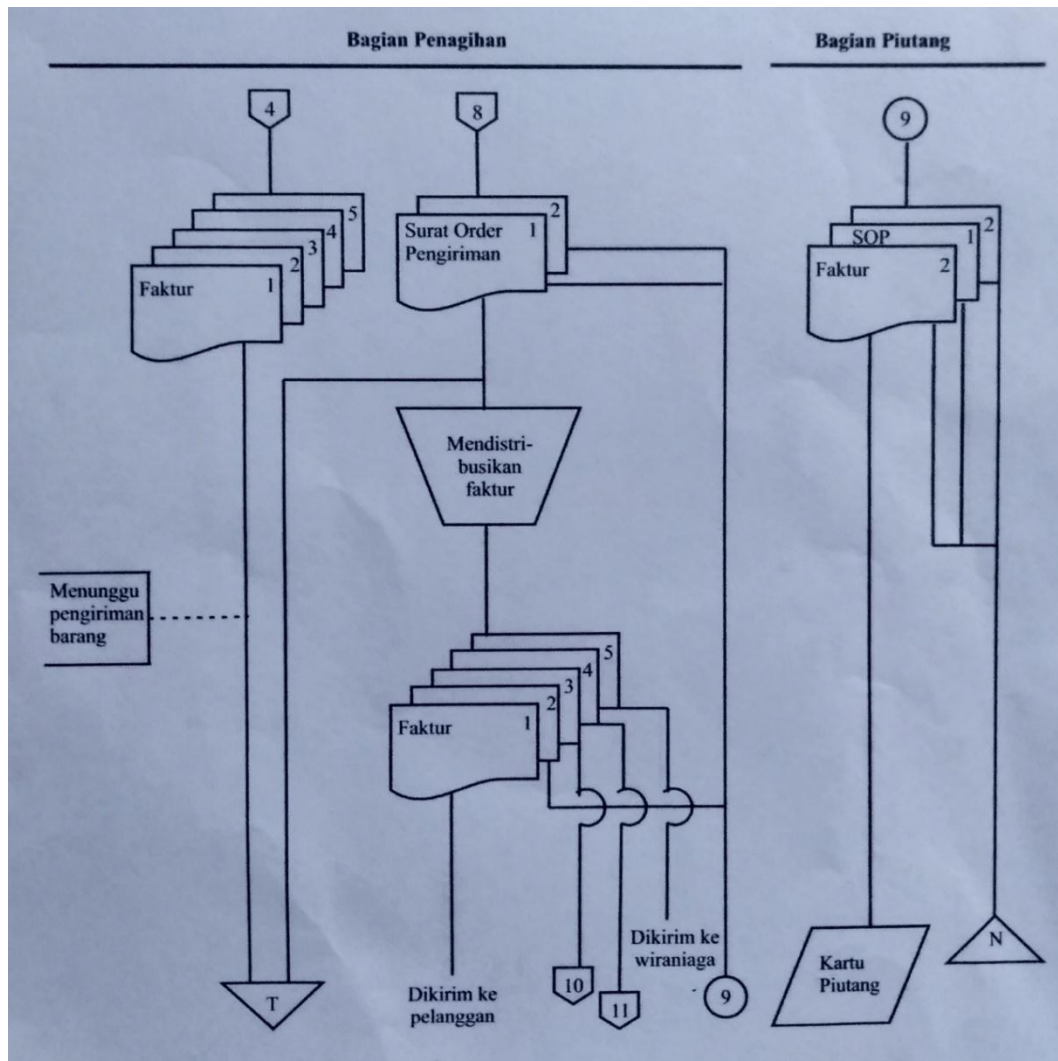 Bagian Penagihan
Bagian Piutang
4
8
9
5
4
3
2
Faktur 1
2
Surat Order 1
Pengiriman
2
SOP 1
Faktur 2
Mendistri-
busikan
faktur
Menunggu
pengiriman
barang
5
4
3
2
Faktur 1
Dikirim ke
wiraniaga
N
Kartu
Piutang
T
Dikirim ke
pelanggan
10
11
9